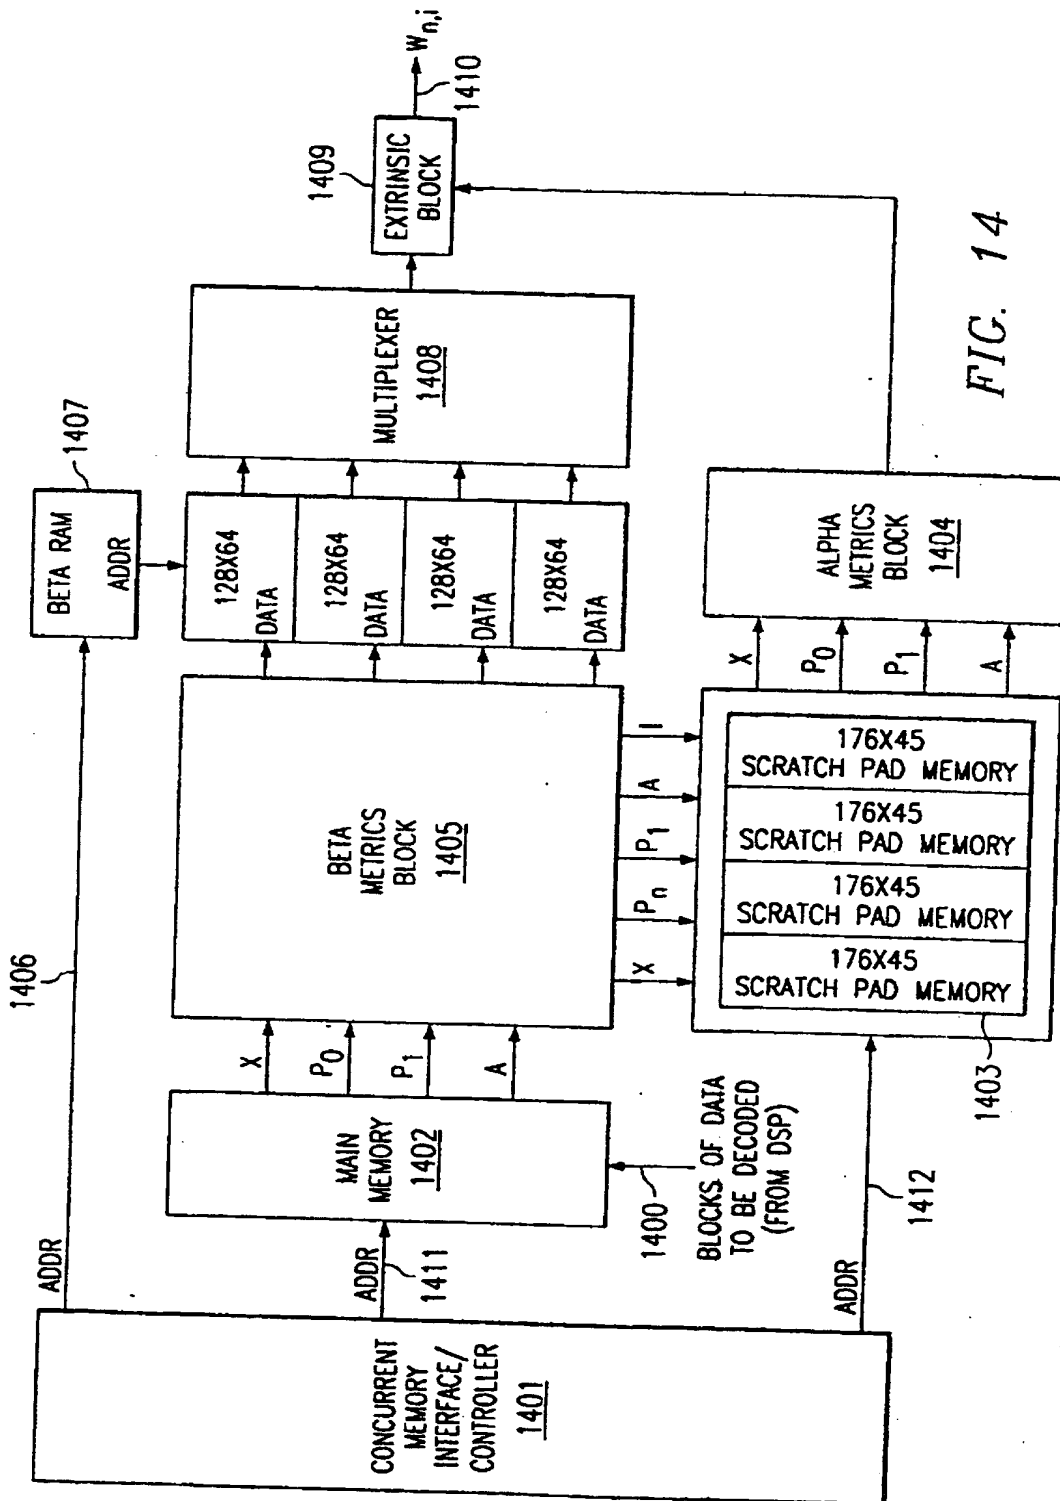 CONCURRENT
MEMORY
INTERFACE/
CONTROLLER
1401
ADDR
1406
ADDR
1411
ADDR
1412
MAIN
MEMORY
1402
1400
BLOCKS OF DATA
TO BE DECODED
(FROM DSP)
X
P0
P1
A
BETA
METRICS
BLOCK
1405
X
Pn
P1
A
I
BETA RAM
ADDR
1407
128X64
DATA
128X64
DATA
128X64
DATA
128X64
DATA
MULTIPLEXER
1408
EXTRINSIC
BLOCK
1409
1410
Wn,i
176X45
SCRATCH PAD MEMORY
176X45
SCRATCH PAD MEMORY
176X45
SCRATCH PAD MEMORY
176X45
SCRATCH PAD MEMORY
1403
X
P0
P1
A
ALPHA
METRICS
BLOCK
1404
FIG. 14